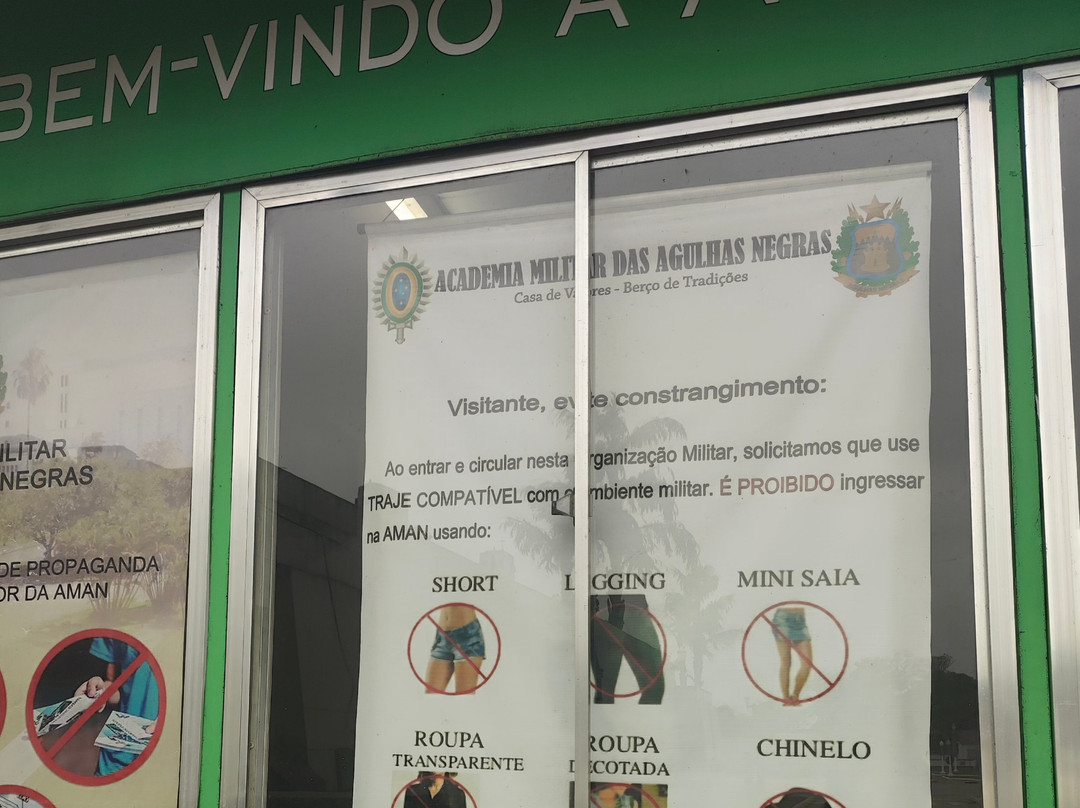 BEM-VINDO A A
ACADEMIA MILITAR DAS AGULHAS NEGRAS
Casa de Valores - Berço de Tradições
Visitante, evite constrangimento:
Ao entrar e circular nesta Organização Militar, solicitamos que use
TRAJE COMPATÍVEL com o ambiente militar. É PROIBIDO ingressar
na AMAN usando:
SHORT LEGGING MINI SAIA
ROUPA TRANSPARENTE
ROUPA DECOTADA
CHINELO
ILITAR
NEGRAS
DE PROPAGANDA
OR DA AMAN